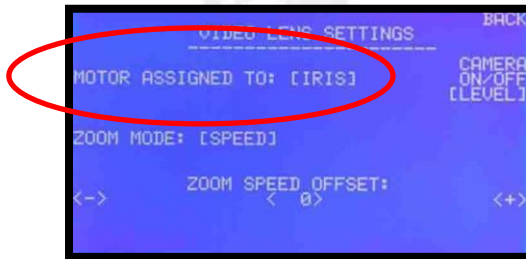 BACK
VIDEO LENS SETTINGS
MOTOR ASSIGNED TO: [IRIS]
CAMERA
ON/OFF
[LEVEL]
ZOOM MODE: [SPEED]
ZOOM SPEED OFFSET:
<-> < 0> <+>